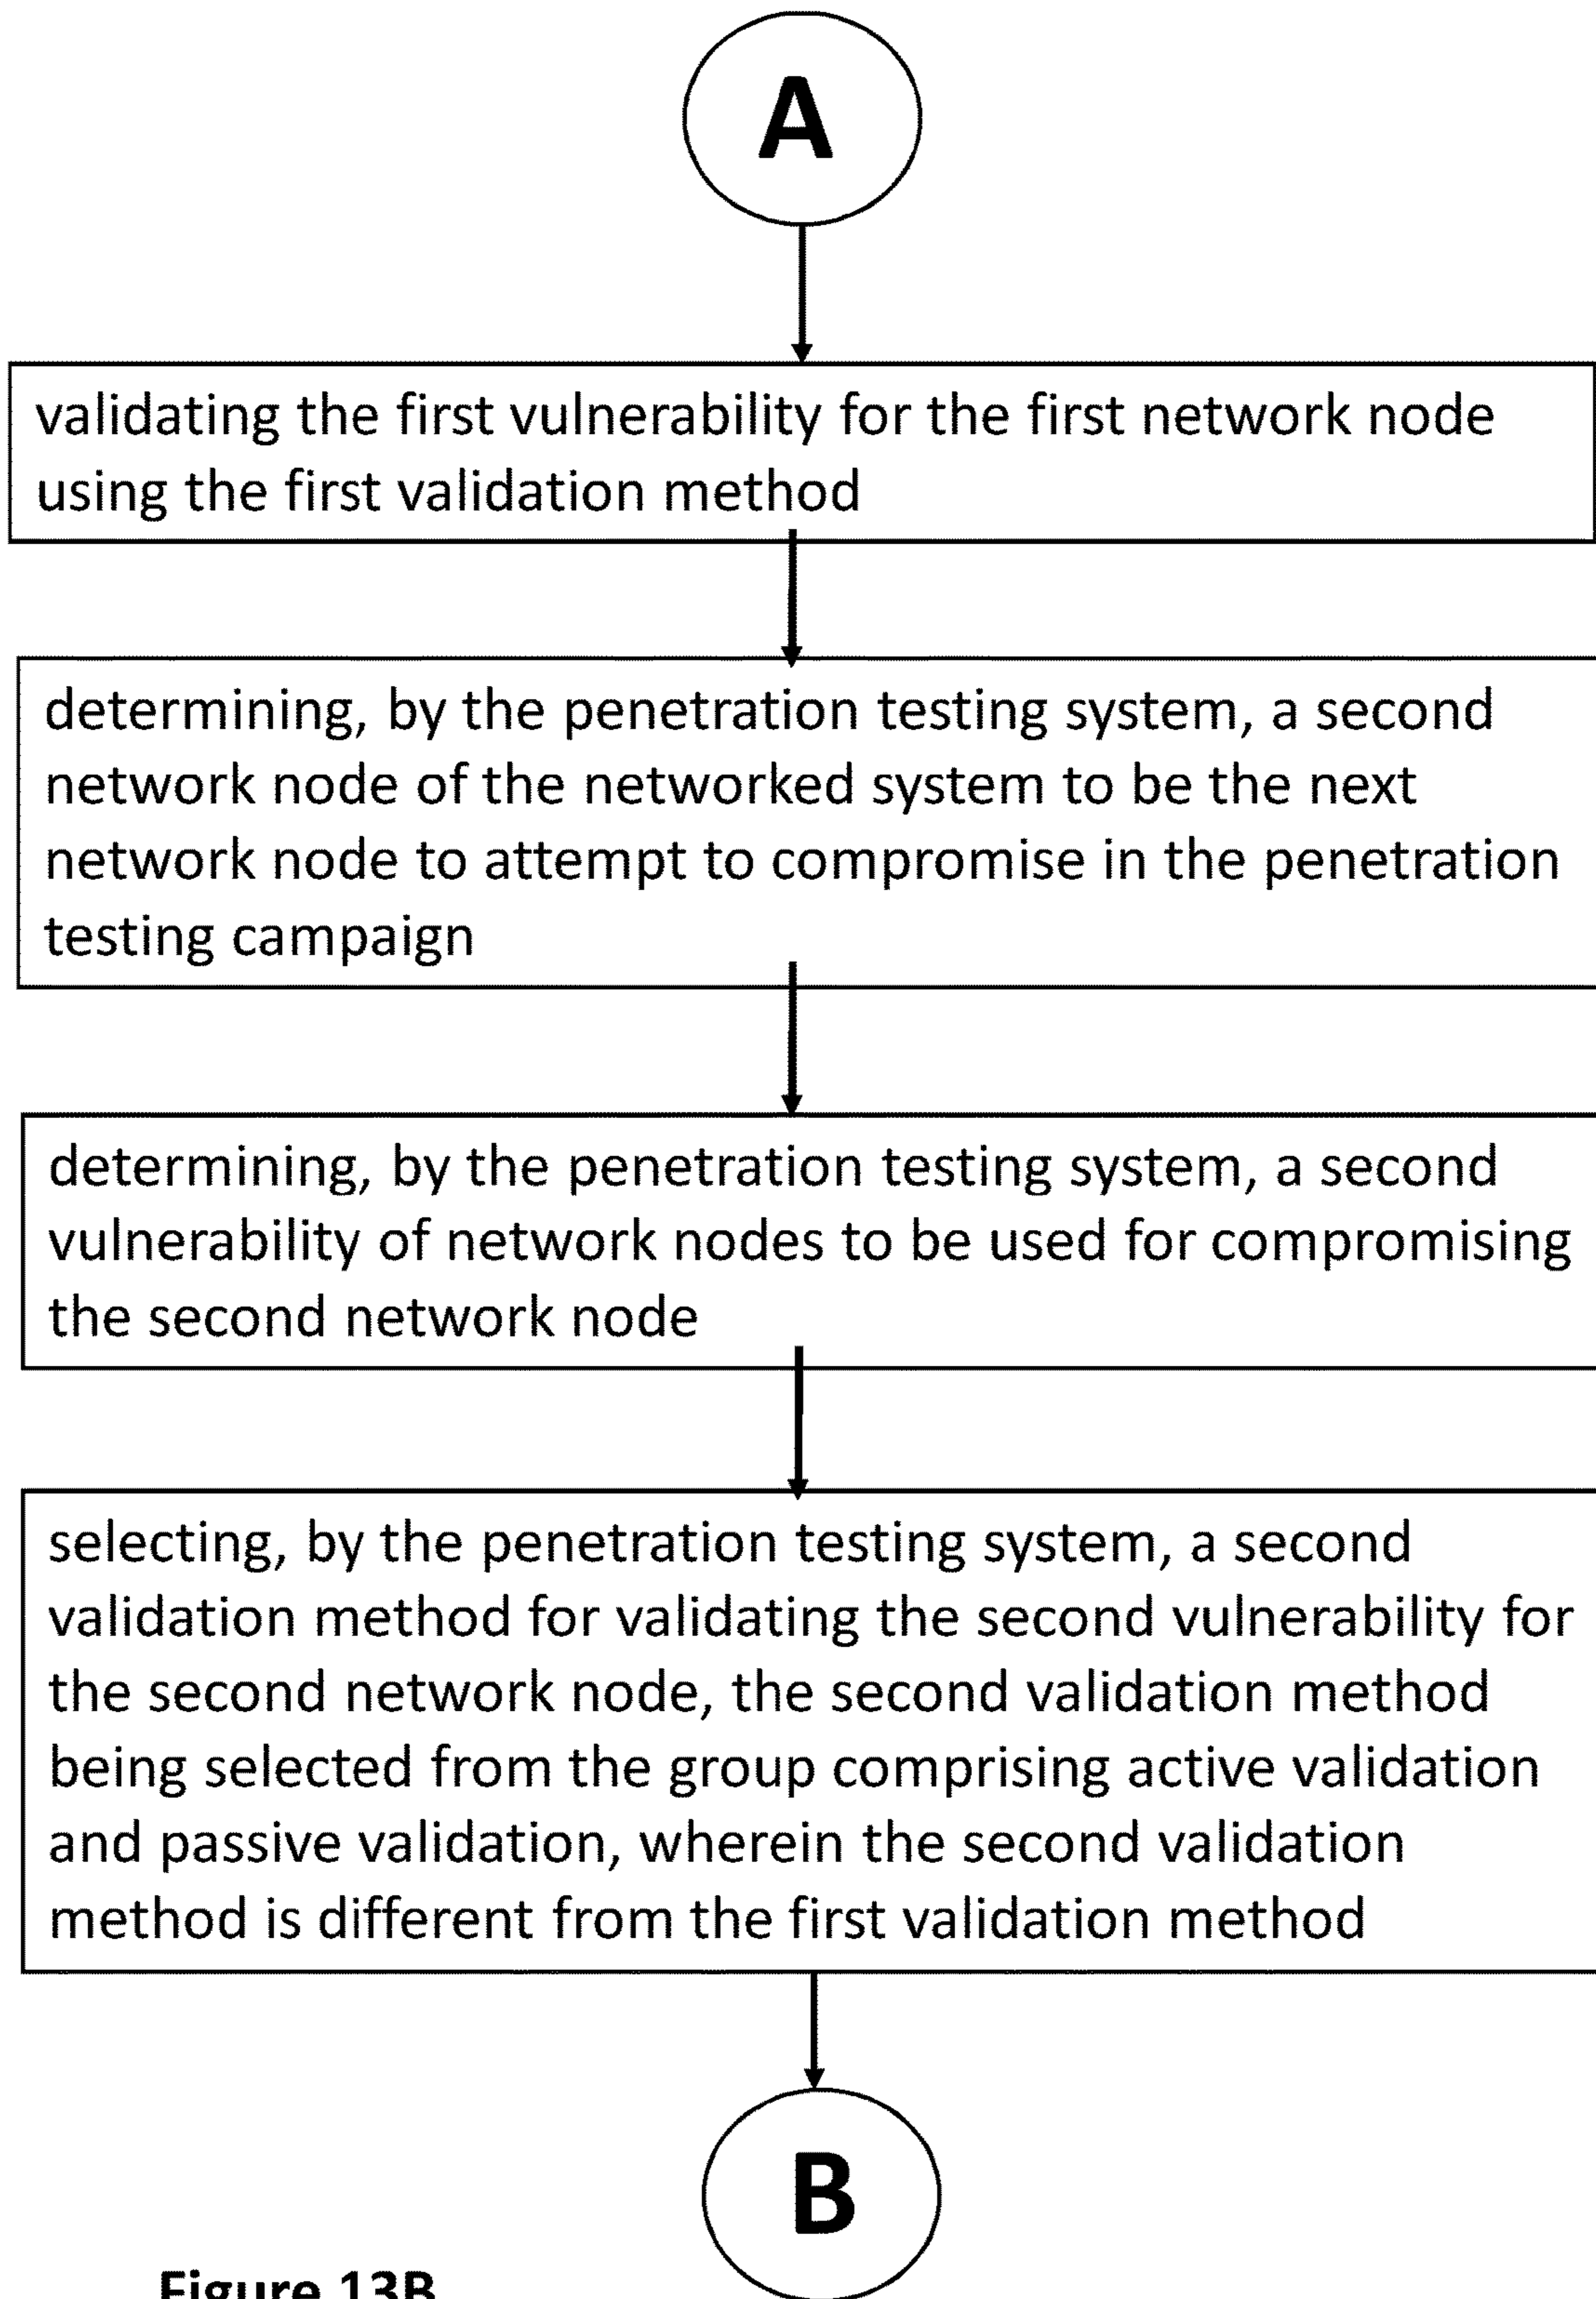 A
validating the first vulnerability for the first network node
using the first validation method
determining, by the penetration testing system, a second
network node of the networked system to be the next
network node to attempt to compromise in the penetration
testing campaign
determining, by the penetration testing system, a second
vulnerability of network nodes to be used for compromising
the second network node
selecting, by the penetration testing system, a second
validation method for validating the second vulnerability for
the second network node, the second validation method
being selected from the group comprising active validation
and passive validation, wherein the second validation
method is different from the first validation method
B
Figure 13B